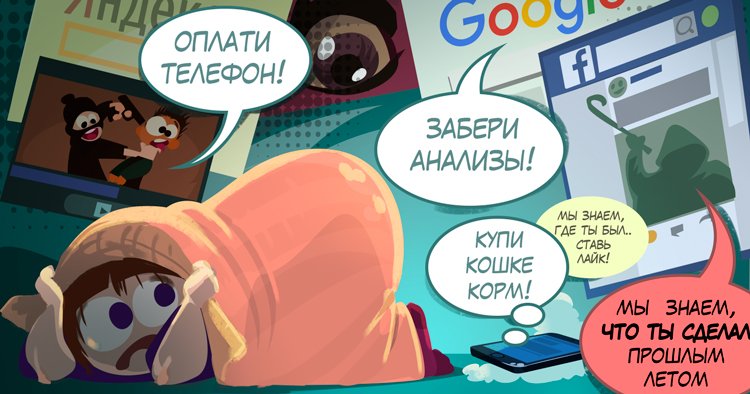 Яндекс
Google
ОПЛАТИ
ТЕЛЕФОН!
f
ЗАБЕРИ
АНАЛИЗЫ!
МЫ ЗНАЕМ,
ГДЕ ТЫ БЫЛ..
СТАВЬ
ЛАЙК!
КУПИ
КОШКЕ
КОРМ!
МЫ ЗНАЕМ,
ЧТО ТЫ СДЕЛАЛ
ПРОШЛЫМ
ЛЕТОМ